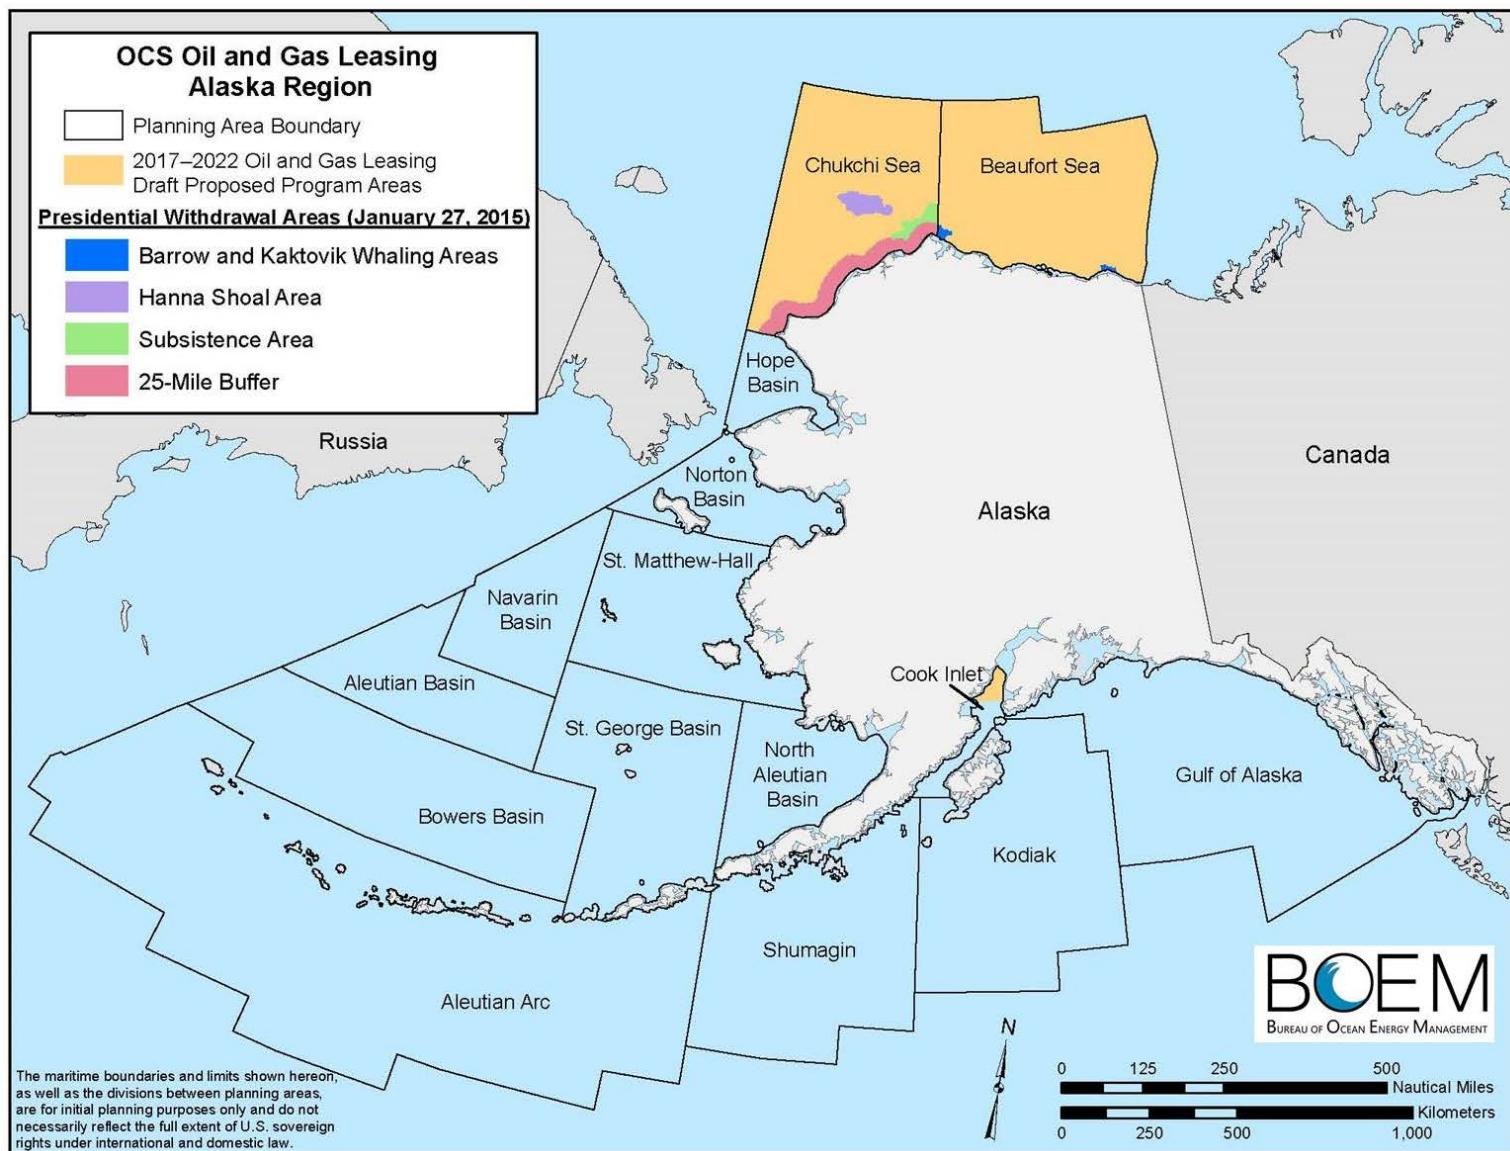 OCS Oil and Gas Leasing
Alaska Region
Planning Area Boundary
2017–2022 Oil and Gas Leasing
Draft Proposed Program Areas
Presidential Withdrawal Areas (January 27, 2015)
Barrow and Kaktovik Whaling Areas
Hanna Shoal Area
Subsistence Area
25-Mile Buffer
Chukchi Sea
Beaufort Sea
Hope
Basin
Russia
Canada
Norton
Basin
Alaska
St. Matthew-Hall
Navarin
Basin
Cook Inlet
Aleutian Basin
St. George Basin
North
Aleutian
Basin
Gulf of Alaska
Bowers Basin
Kodiak
Shumagin
Aleutian Arc
BOEM
BUREAU OF OCEAN ENERGY MANAGEMENT
N
0 125 250 500
Nautical Miles
Kilometers
0 250 500 1,000
The maritime boundaries and limits shown hereon,
as well as the divisions between planning areas,
are for initial planning purposes only and do not
necessarily reflect the full extent of U.S. sovereign
rights under international and domestic law.